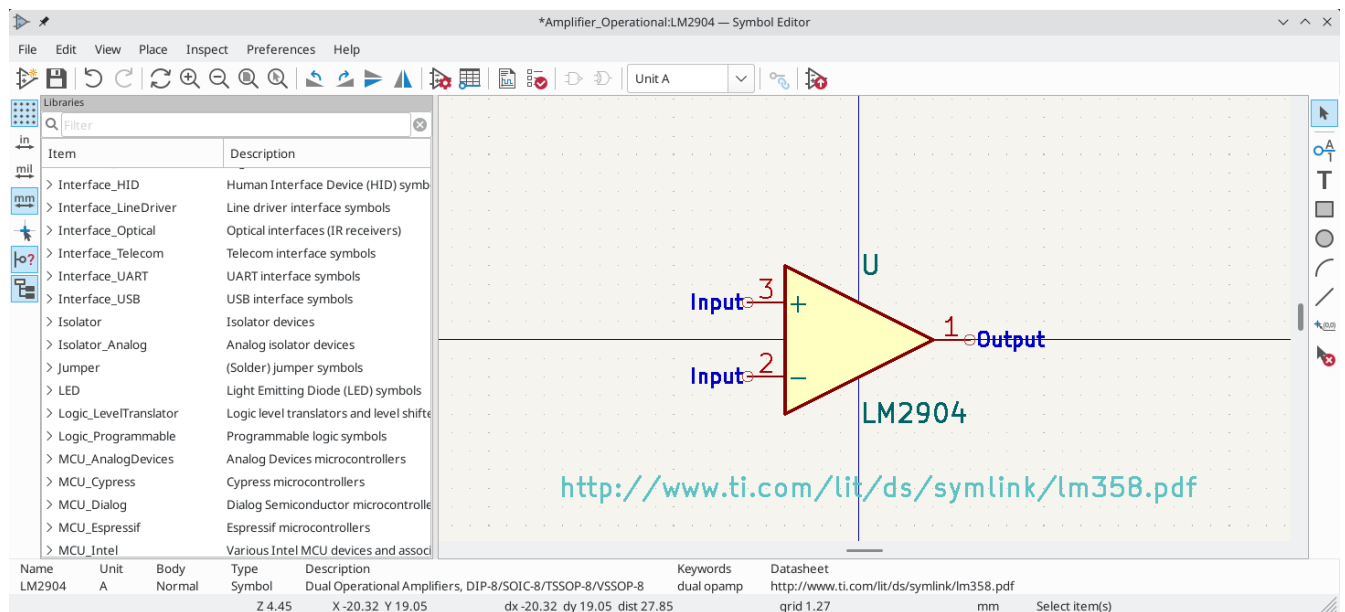 *Amplifier_Operational:LM2904 — Symbol Editor
File Edit View Place Inspect Preferences Help
Unit A
Libraries
Filter
Item Description
Interface_HID Human Interface Device (HID) symb
Interface_LineDriver Line driver interface symbols
Interface_Optical Optical interfaces (IR receivers)
Interface_Telecom Telecom interface symbols
Interface_UART UART interface symbols
Interface_USB USB interface symbols
Isolator Isolator devices
Isolator_Analog Analog isolator devices
Jumper (Solder) jumper symbols
LED Light Emitting Diode (LED) symbols
Logic_LevelTranslator Logic level translators and level shifte
Logic_Programmable Programmable logic symbols
MCU_AnalogDevices Analog Devices microcontrollers
MCU_Cypress Cypress microcontrollers
MCU_Dialog Dialog Semiconductor microcontrolle
MCU_Espressif Espressif microcontrollers
MCU_Intel Various Intel MCU devices and associ
in
mil
mm
U
Input 3 +
1 Output
Input 2 −
LM2904
http://www.ti.com/lit/ds/symlink/lm358.pdf
A
1
T
(0,0)
Name Unit Body Type Description Keywords Datasheet
LM2904 A Normal Symbol Dual Operational Amplifiers, DIP-8/SOIC-8/TSSOP-8/VSSOP-8 dual opamp http://www.ti.com/lit/ds/symlink/lm358.pdf
Z 4.45 X -20.32 Y 19.05 dx -20.32 dy 19.05 dist 27.85 grid 1.27 mm Select item(s)